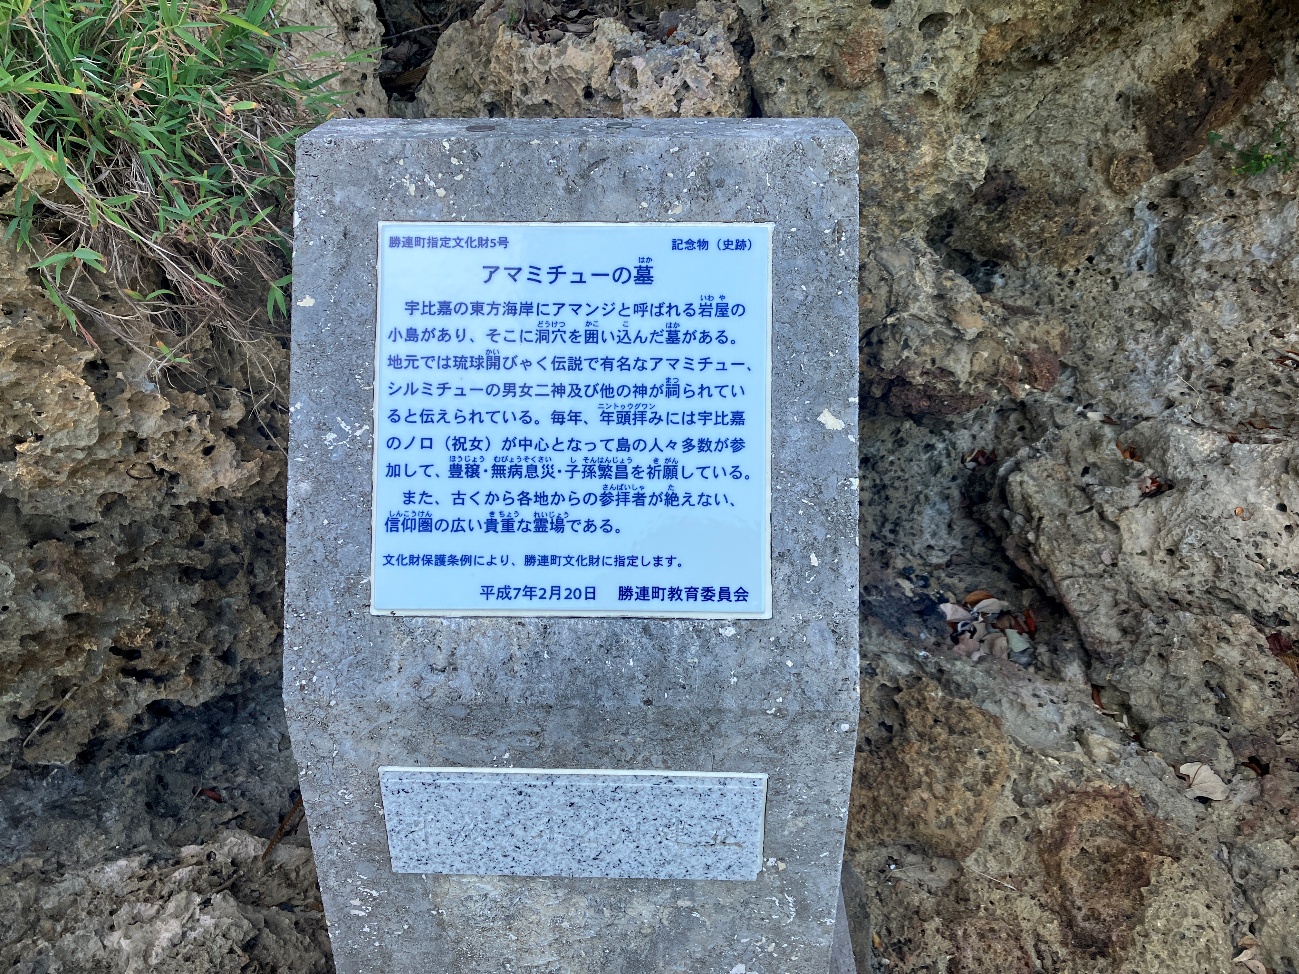 勝連町指定文化財5号 記念物（史跡）
アマミチューの墓
宇比嘉の東方海岸にアマンジと呼ばれる岩屋の
小島があり、そこに洞穴を囲い込んだ墓がある。
地元では琉球開びゃく伝説で有名なアマミチュー、
シルミチューの男女二神及び他の神が祠られてい
ると伝えられている。毎年、年頭拝みには宇比嘉
のノロ（祝女）が中心となって島の人々多数が参
加して、豊穣・無病息災・子孫繁昌を祈願している。
また、古くから各地からの参拝者が絶えない、
信仰圏の広い貴重な霊場である。
文化財保護条例により、勝連町文化財に指定します。
平成7年2月20日 勝連町教育委員会